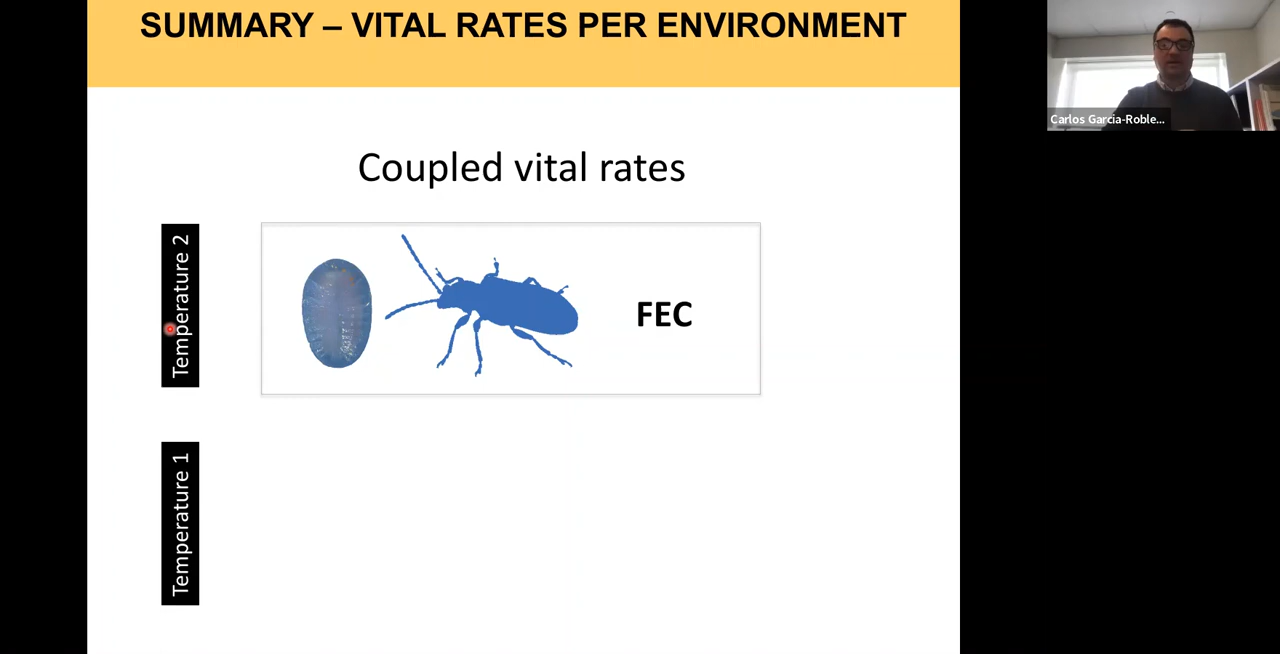 SUMMARY – VITAL RATES PER ENVIRONMENT
Carlos Garcia-Roble...
Coupled vital rates
Temperature 2
FEC
Temperature 1